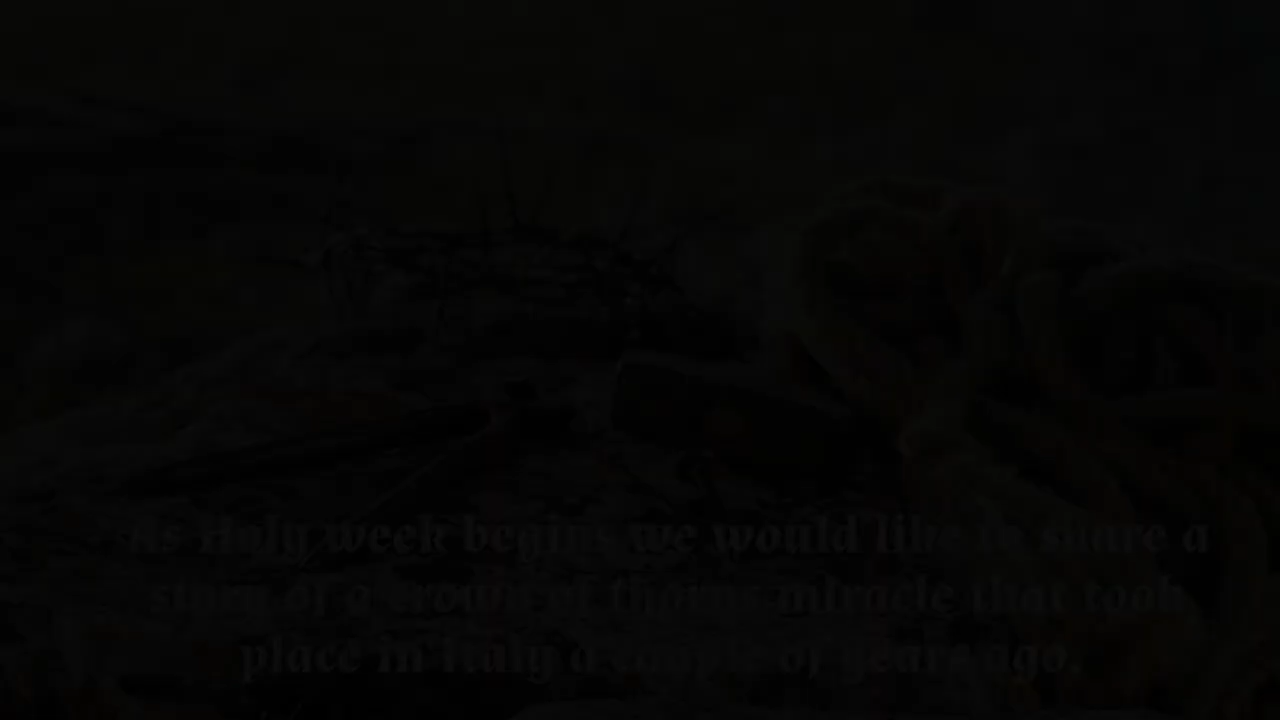 As Holy week begins we would like to share a
story of a crown of thorns miracle that took
place in Italy a couple of years ago.